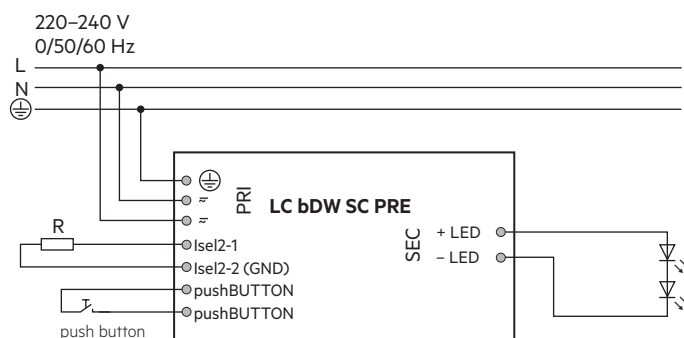 220–240 V
0/50/60 Hz
L
N
PRI
LC bDW SC PRE
R
Isel2-1
Isel2-2 (GND)
pushBUTTON
pushBUTTON
push button
SEC
+ LED
– LED